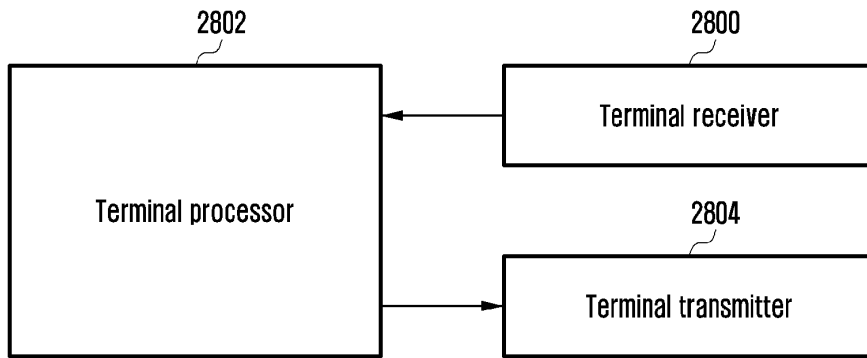 2802
2800
Terminal receiver
Terminal processor
2804
Terminal transmitter